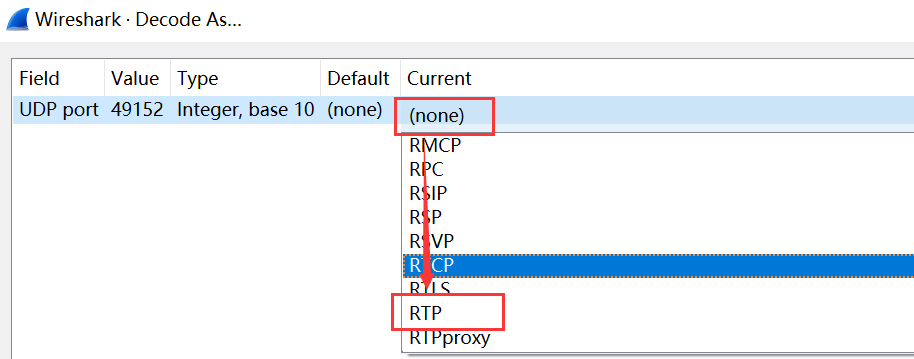 Wireshark · Decode As...
Field Value Type Default Current
UDP port 49152 Integer, base 10 (none) (none)
RMCP
RPC
RSIP
RSP
RSVP
RTCP
RTLS
RTP
RTPproxy